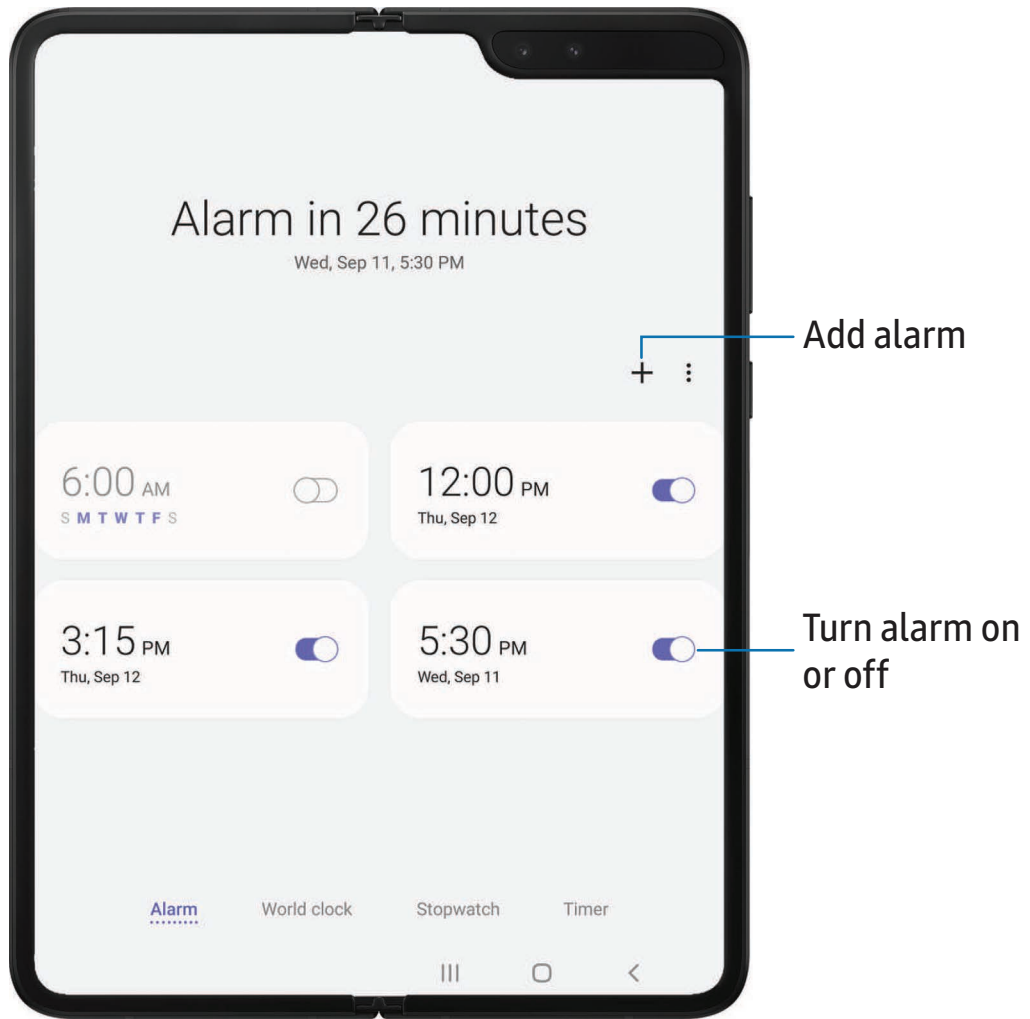 Alarm in 26 minutes
Wed, Sep 11, 5:30 PM
Add alarm
6:00 AM
S M T W T F S
12:00 PM
Thu, Sep 12
3:15 PM
Thu, Sep 12
5:30 PM
Wed, Sep 11
Turn alarm on
or off
Alarm World clock Stopwatch Timer